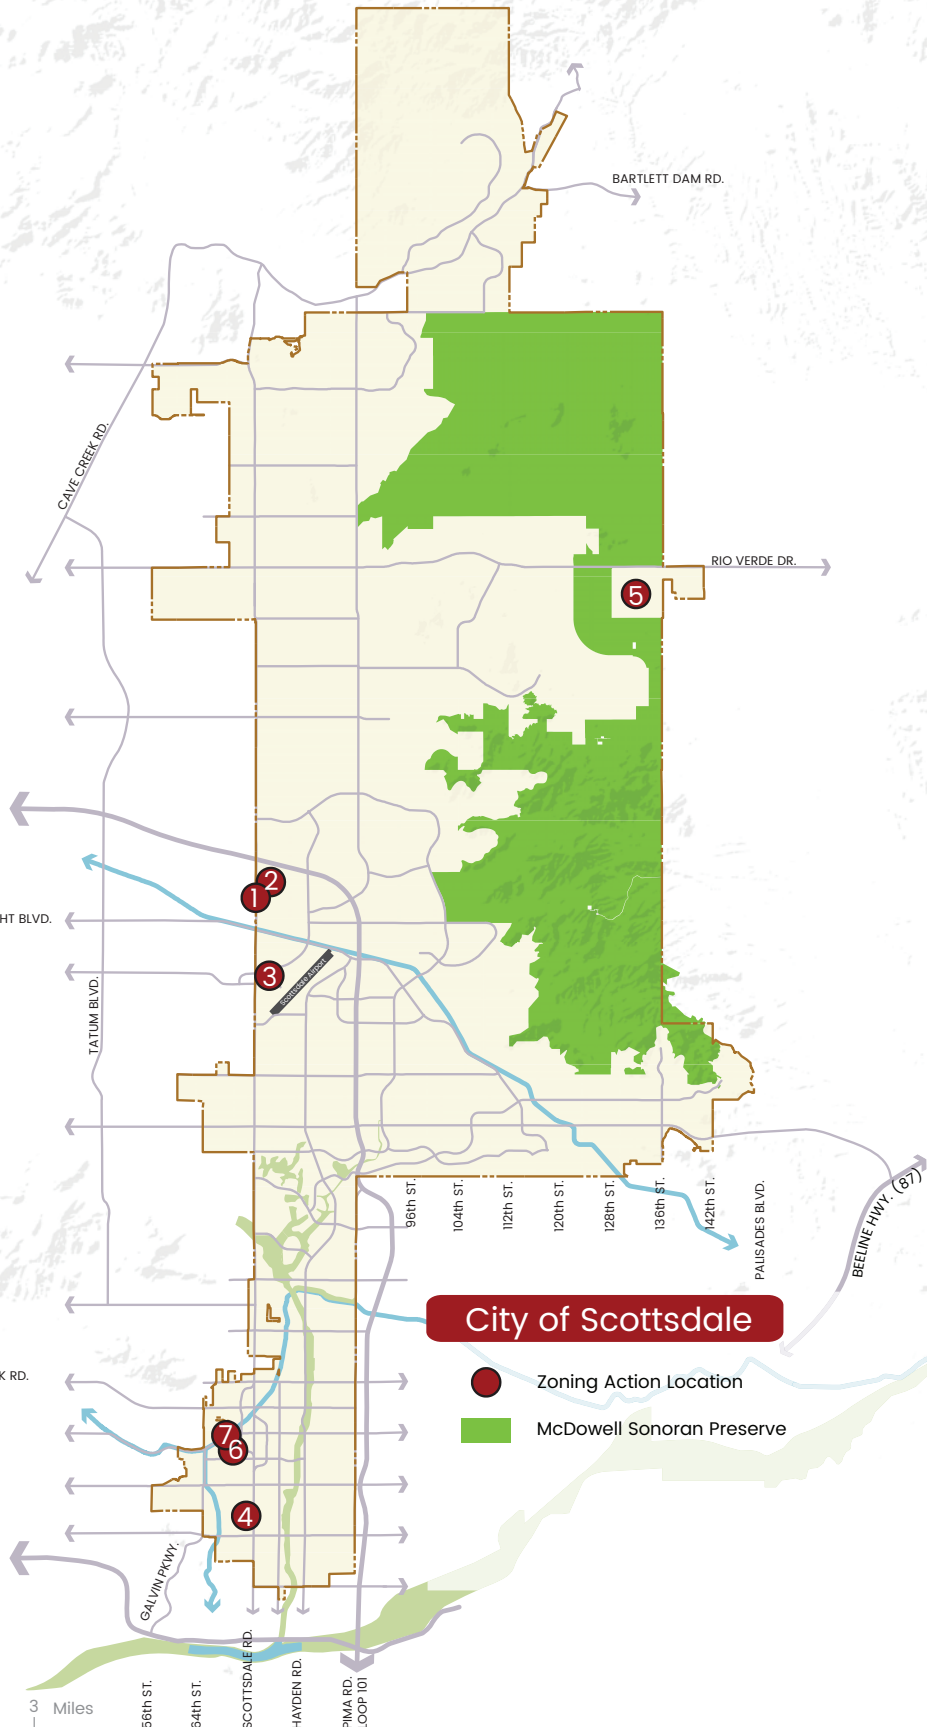 BARTLETT DAM RD.
CAVE CREEK RD.
RIO VERDE DR.
5
2
1
HT BLVD.
3
Scottsdale Airport
TATUM BLVD.
96th ST.
104th ST.
112th ST.
120th ST.
128th ST.
136th ST.
142th ST.
PALISADES BLVD.
BEELINE HWY. (87)
City of Scottsdale
K RD.
Zoning Action Location
McDowell Sonoran Preserve
7
6
4
GALVIN PKWY.
56th ST.
64th ST.
SCOTTSDALE RD.
HAYDEN RD.
PIMA RD.
LOOP 101
3 Miles